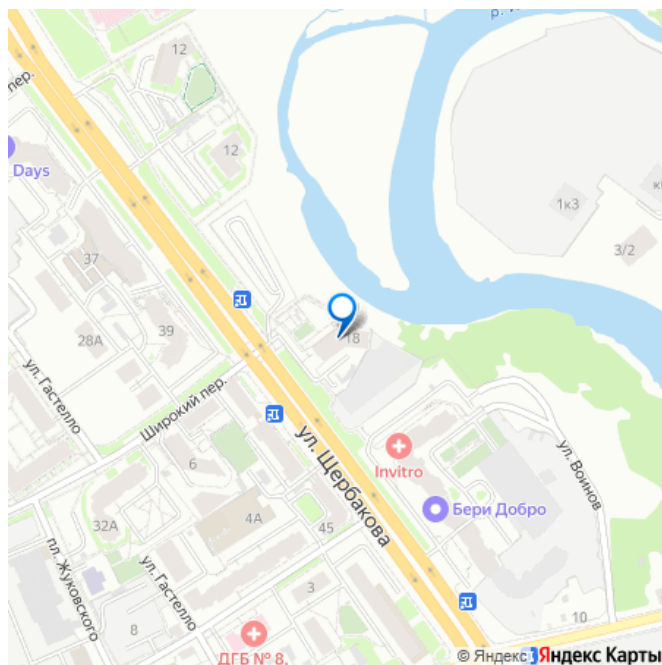 12
пер.
12
Days
37
39
28А
ул. Гастелло
Широкий пер.
18
1к3
3/2
ул. Щербакова
Invitro
Бери Добро
ул. Воинов
6
4А
45
32А
пл. Жуковского
ул. Гастелло
8
3
10
ДГБ № 8,
© Яндекс
Яндекс Карты